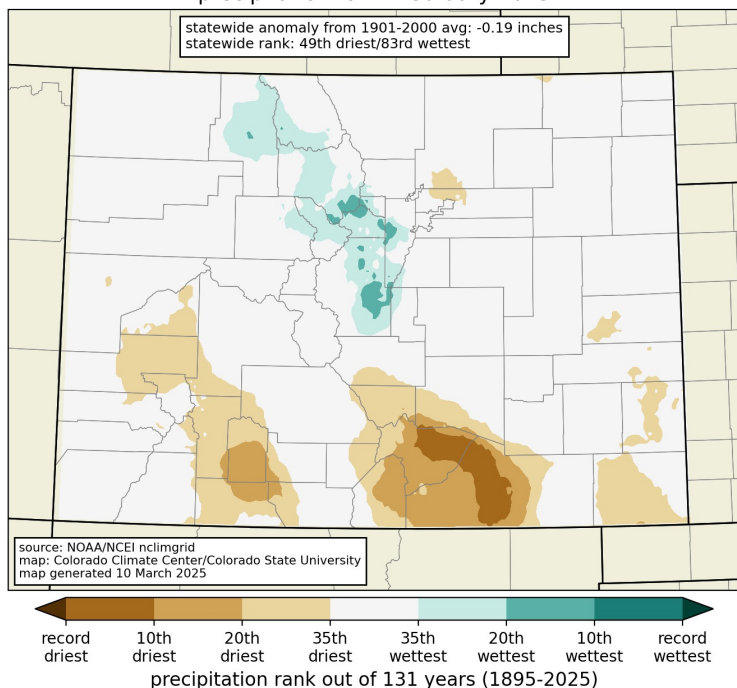 statewide anomaly from 1901-2000 avg: -0.19 inches
statewide rank: 49th driest/83rd wettest
source: NOAA/NCEI nclimgrid
map: Colorado Climate Center/Colorado State University
map generated 10 March 2025
record driest
10th driest
20th driest
35th driest
35th wettest
20th wettest
10th wettest
record wettest
precipitation rank out of 131 years (1895-2025)